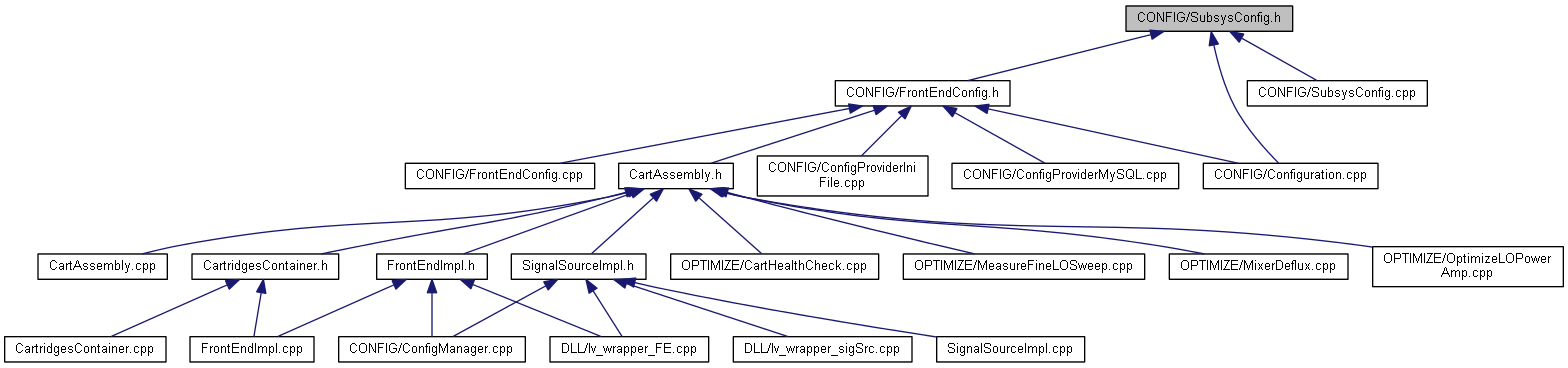 CONFIG/SubsysConfig.h
CONFIG/FrontEndConfig.h
CONFIG/SubsysConfig.cpp
CONFIG/FrontEndConfig.cpp
CartAssembly.h
CONFIG/ConfigProviderIni
File.cpp
CONFIG/ConfigProviderMySQL.cpp
CONFIG/Configuration.cpp
CartAssembly.cpp
CartridgesContainer.h
FrontEndImpl.h
SignalSourceImpl.h
OPTIMIZE/CartHealthCheck.cpp
OPTIMIZE/MeasureFineLOSweep.cpp
OPTIMIZE/MixerDeflux.cpp
OPTIMIZE/OptimizeLOPower
Amp.cpp
CartridgesContainer.cpp
FrontEndImpl.cpp
CONFIG/ConfigManager.cpp
DLL/lv_wrapper_FE.cpp
DLL/lv_wrapper_sigSrc.cpp
SignalSourceImpl.cpp